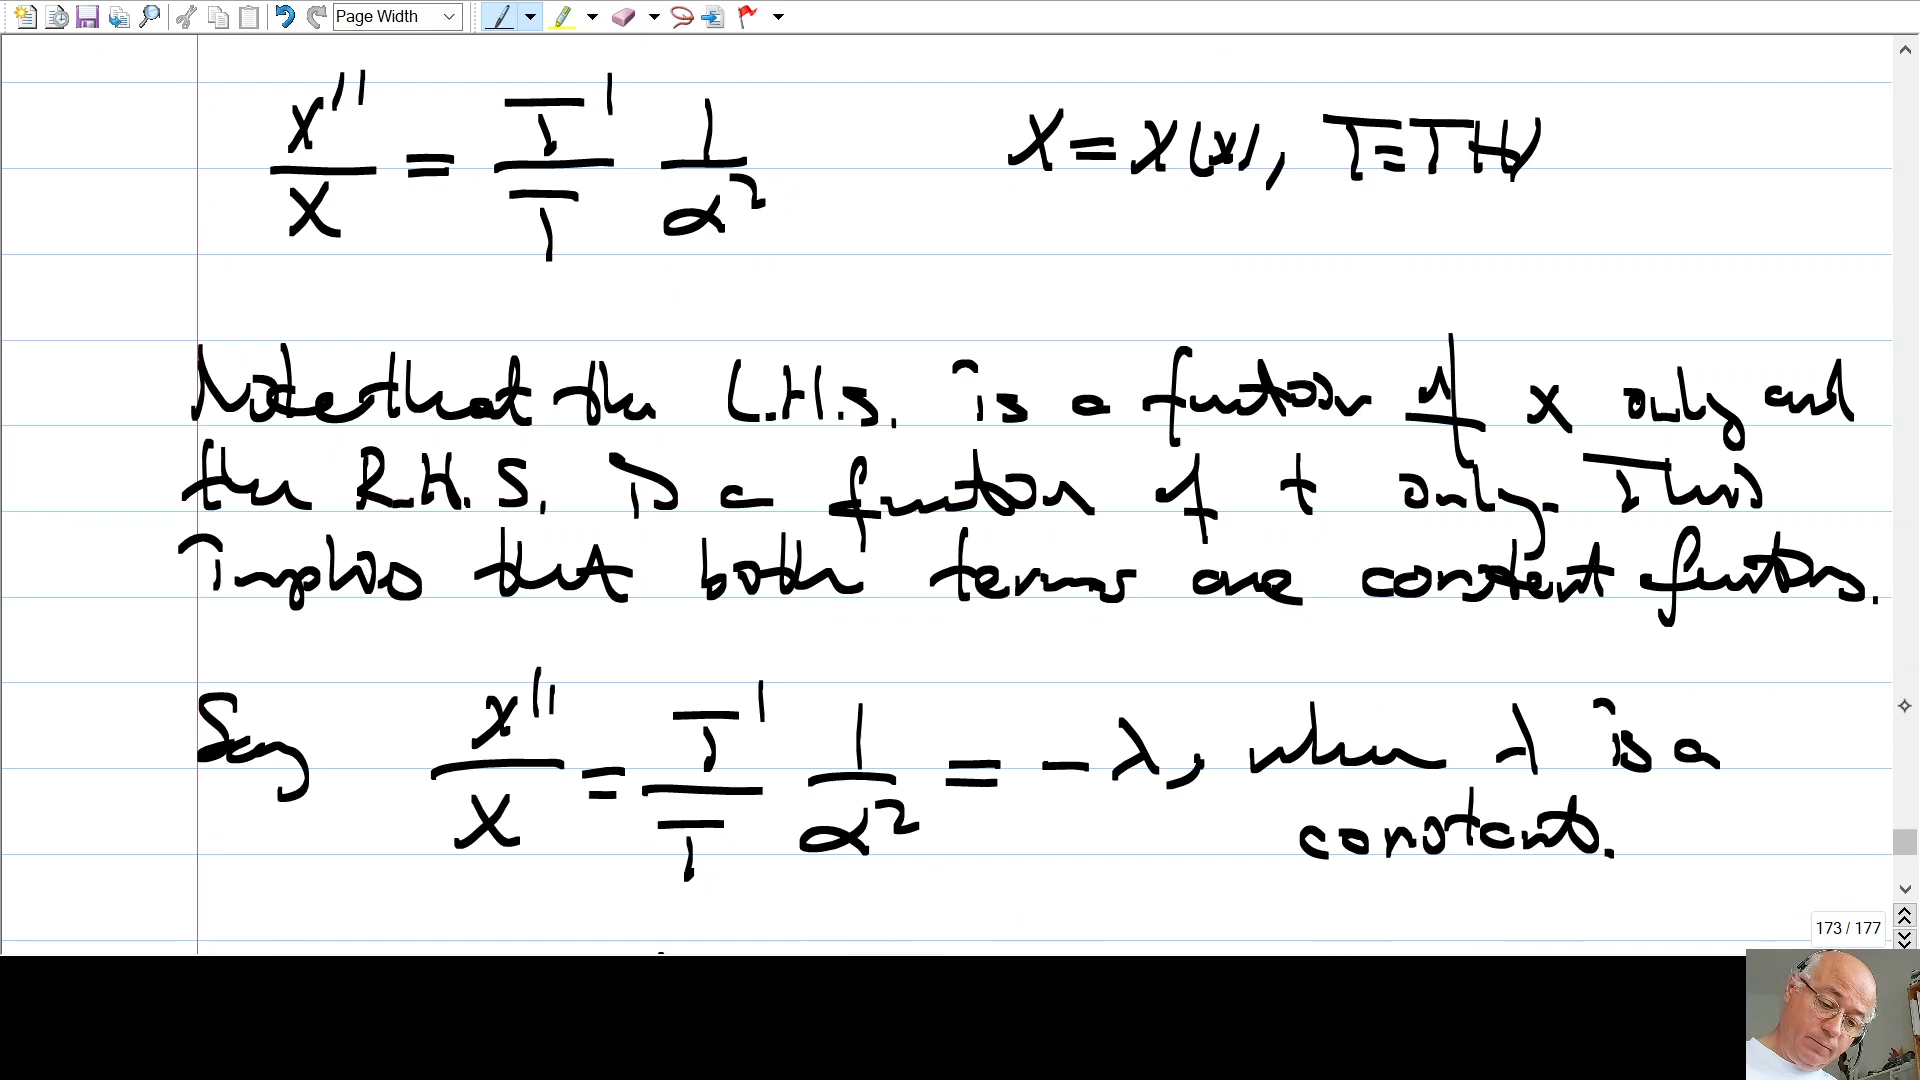 Page Width
X''/X = T'/T 1/α² X = X(x), T = T(t)
Note that the L.H.S. is a function of x only and
the R.H.S. is a function of t only. This
implies that both terms are constant functions.
Say X''/X = T'/T 1/α² = -λ, where λ is a
constant.
173 / 177